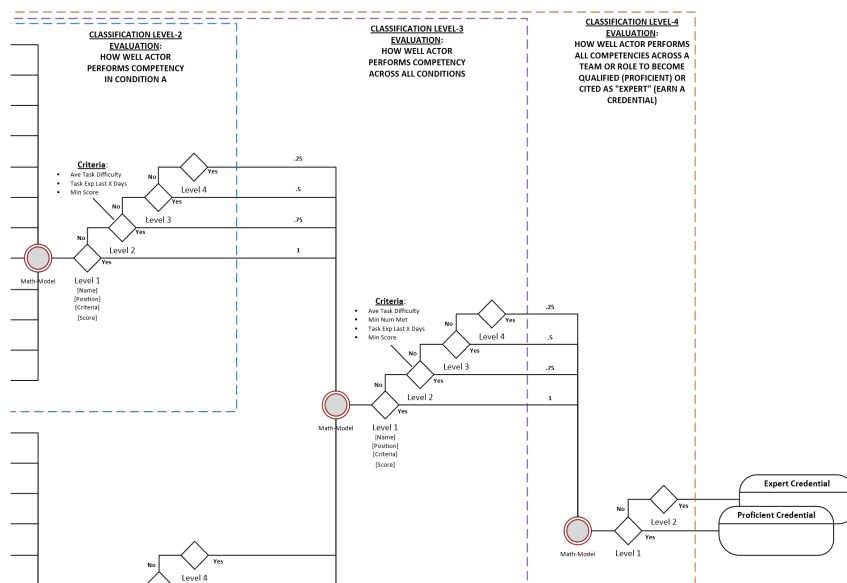 CLASSIFICATION LEVEL-2
EVALUATION:
HOW WELL ACTOR
PERFORMS COMPETENCY
IN CONDITION A
CLASSIFICATION LEVEL-3
EVALUATION:
HOW WELL ACTOR
PERFORMS COMPETENCY
ACROSS ALL CONDITIONS
CLASSIFICATION LEVEL-4
EVALUATION:
HOW WELL ACTOR PERFORMS
ALL COMPETENCIES ACROSS A
TEAM OR ROLE TO BECOME
QUALIFIED (PROFICIENT) OR
CITED AS "EXPERT" (EARN A
CREDENTIAL)
Criteria:
• Ave Task Difficulty
• Task Exp Last X Days
• Min Score
No
Yes
.25
Level 4
No
Yes
.5
Level 3
No
Yes
.75
Level 2
Yes
1
Math-Model
Level 1
[Name]
[Position]
[Criteria]
[Score]
Criteria:
• Ave Task Difficulty
• Min Num Met
• Task Exp Last X Days
• Min Score
No
Yes
.25
Level 4
No
Yes
.5
Level 3
No
Yes
.75
Level 2
Yes
1
Math-Model
Level 1
[Name]
[Position]
[Criteria]
[Score]
Expert Credential
No
Yes
Level 2
Proficient Credential
Yes
Math-Model
Level 1
No
Yes
Level 4